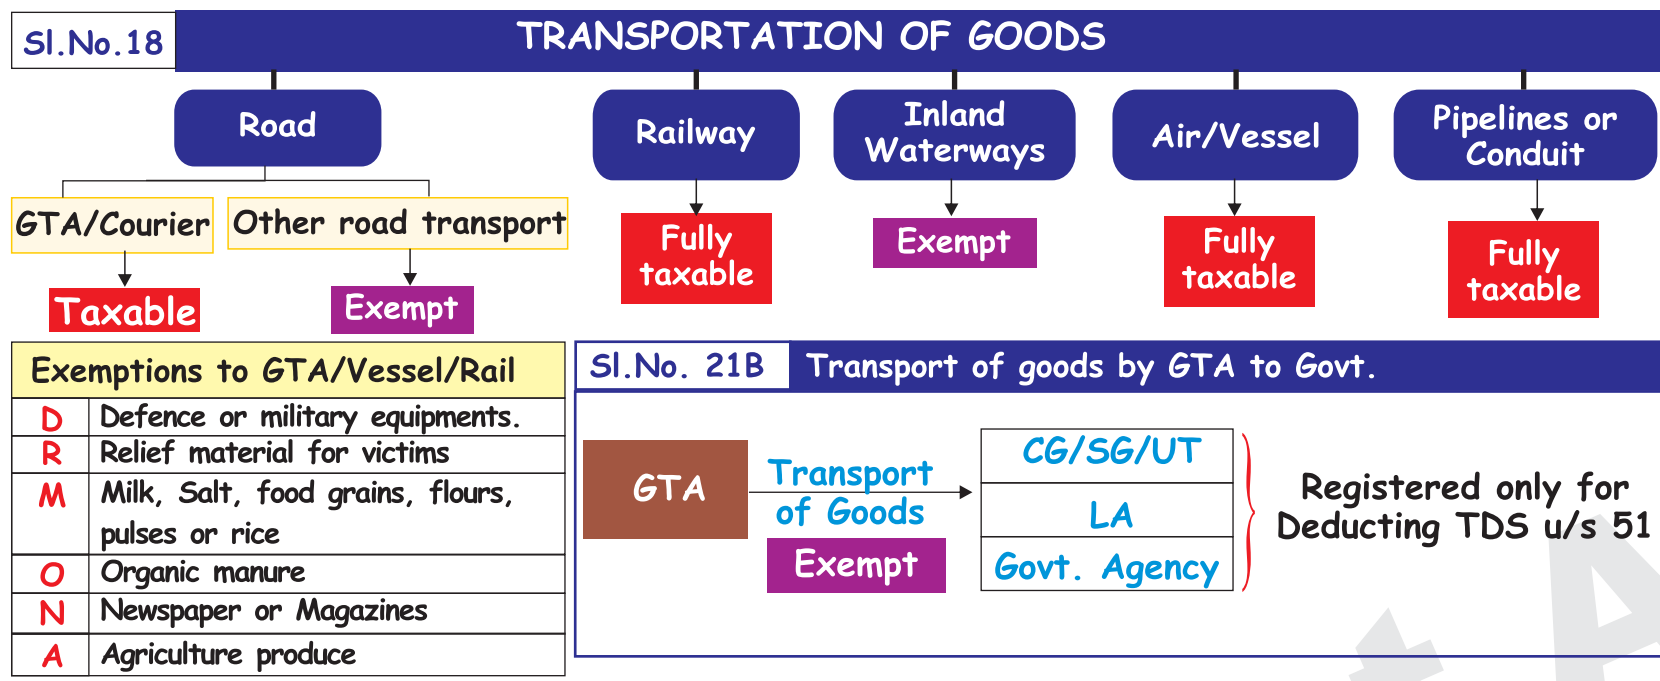 Sl.No.18
TRANSPORTATION OF GOODS
Road
Railway
Inland
Waterways
Air/Vessel
Pipelines or
Conduit
GTA/Courier
Other road transport
Taxable
Exempt
Fully
taxable
Exempt
Fully
taxable
Fully
taxable
Exemptions to GTA/Vessel/Rail
D Defence or military equipments.
R Relief material for victims
M Milk, Salt, food grains, flours,
pulses or rice
O Organic manure
N Newspaper or Magazines
A Agriculture produce
Sl.No. 21B
Transport of goods by GTA to Govt.
GTA
Transport
of Goods
Exempt
CG/SG/UT
LA
Govt. Agency
Registered only for
Deducting TDS u/s 51